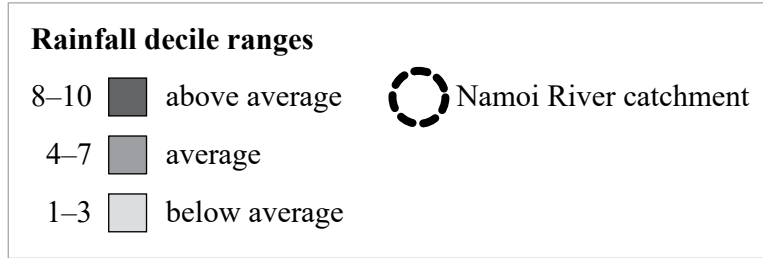 Rainfall decile ranges
8–10 above average
Namoi River catchment
4–7 average
1–3 below average